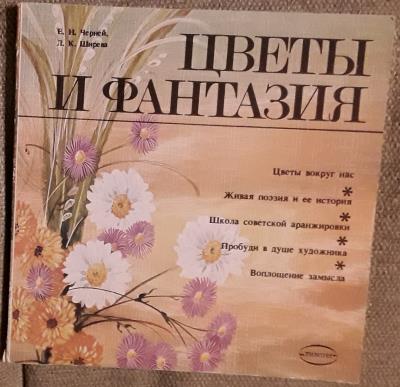 Е. Н. Черней,
Л. К. Ширева
ЦВЕТЫ
И ФАНТАЗИЯ
Цветы вокруг нас
*
Живая поэзия и ее история
*
Школа советской аранжировки
*
Пробуди в душе художника
*
Воплощение замысла